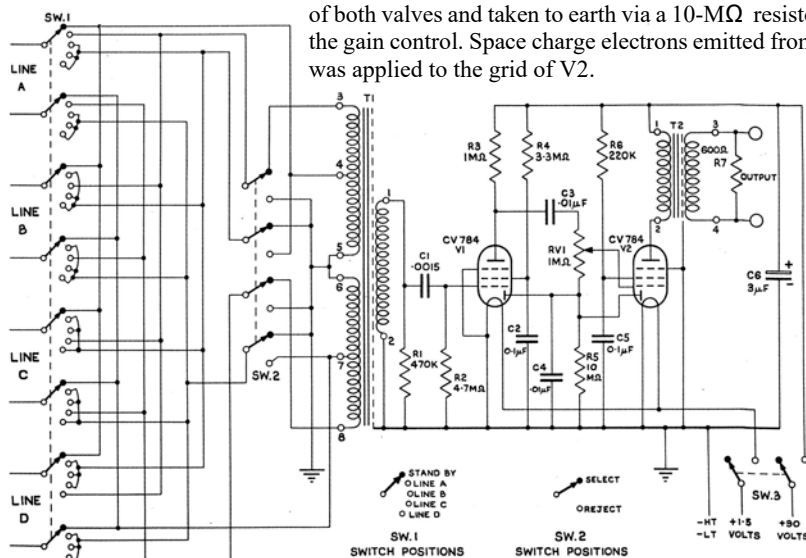 of both valves and taken to earth via a 10-MΩ resisto
the gain control. Space charge electrons emitted from
was applied to the grid of V2.
SW.1
LINE
A
LINE
B
LINE
C
LINE
D
SW.2
3
4
5
6
7
8
T1
1
2
R1
470K
C1
.0015
R2
4.7MΩ
CV784
V1
R3
1MΩ
R4
3.3MΩ
C2
0.1µF
C3
.01µF
RV1
1MΩ
C4
.01µF
R5
10
MΩ
R6
220K
C5
0.1µF
CV784
V2
1
T2
3
2
4
600Ω
R7
OUTPUT
C6
3µF
+
-
STAND BY
LINE A
LINE B
LINE C
LINE D
SW.1
SWITCH POSITIONS
SELECT
REJECT
SW.2
SWITCH POSITIONS
SW.3
-HT
-LT
+1.5
VOLTS
+90
VOLTS